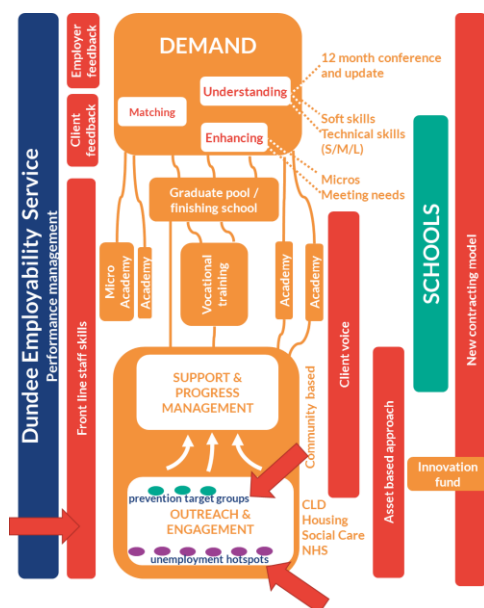 Dundee Employability Service
Performance management
Employer
feedback
Client
feedback
Front line staff skills
DEMAND
Understanding
Matching
Enhancing
12 month conference
and update
Soft skills
Technical skills
(S/M/L)
Micros
Meeting needs
Graduate pool /
finishing school
Micro
Academy
Academy
Vocational
training
Academy
Academy
SUPPORT &
PROGRESS
MANAGEMENT
Community based
prevention target groups
OUTREACH &
ENGAGEMENT
unemployment hotspots
CLD
Housing
Social Care
NHS
Client voice
Asset based approach
SCHOOLS
Innovation
fund
New contracting model